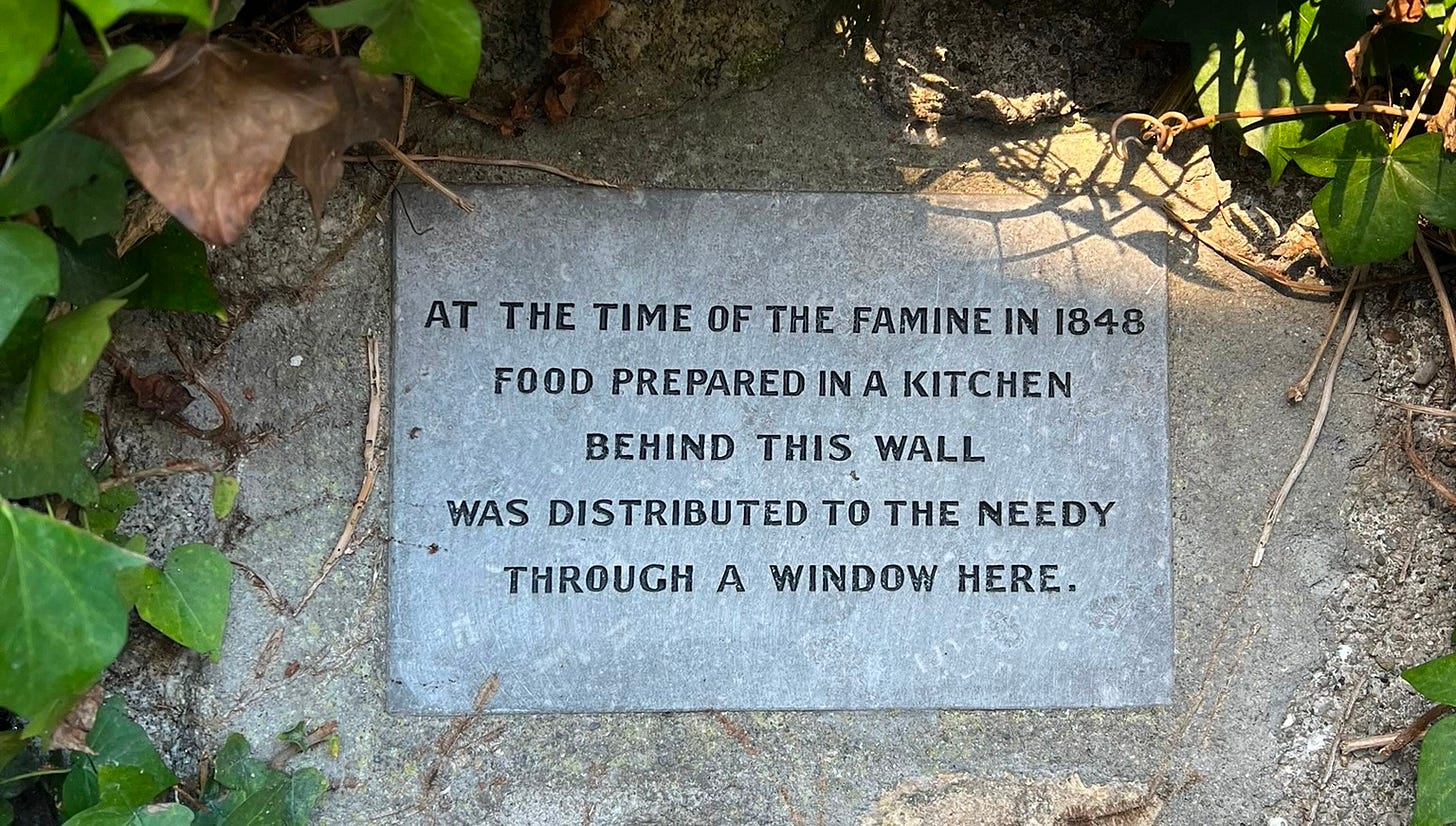 AT THE TIME OF THE FAMINE IN 1848
FOOD PREPARED IN A KITCHEN
BEHIND THIS WALL
WAS DISTRIBUTED TO THE NEEDY
THROUGH A WINDOW HERE.